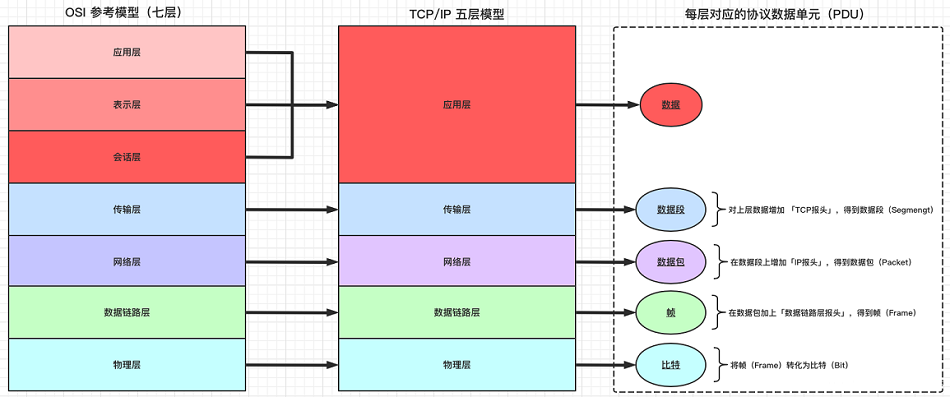 OSI 参考模型（七层）
TCP/IP 五层模型
每层对应的协议数据单元（PDU）
应用层
表示层
会话层
传输层
网络层
数据链路层
物理层
应用层
传输层
网络层
数据链路层
物理层
数据
数据段
对上层数据增加「TCP报头」，得到数据段（Segmengt）
数据包
在数据段上增加「IP报头」，得到数据包（Packet）
帧
在数据包加上「数据链路层报头」，得到帧（Frame）
比特
将帧（Frame）转化为比特（Bit）